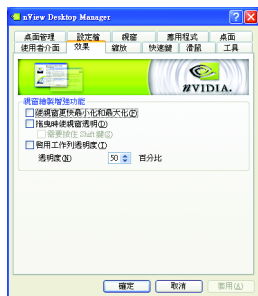 nView Desktop Manager
桌面管理 設定檔 視窗 應用程式 桌面
使用者介面 效果 縮放 快速鍵 滑鼠 工具
NVIDIA.
視窗繪製增強功能
使視窗更快最小化和最大化(F)
拖曳時使視窗透明(D)
需要按住 Shift 鍵(S)
啟用工作列透明度(T)
透明度(N) 50 百分比
確定 取消 套用(A)